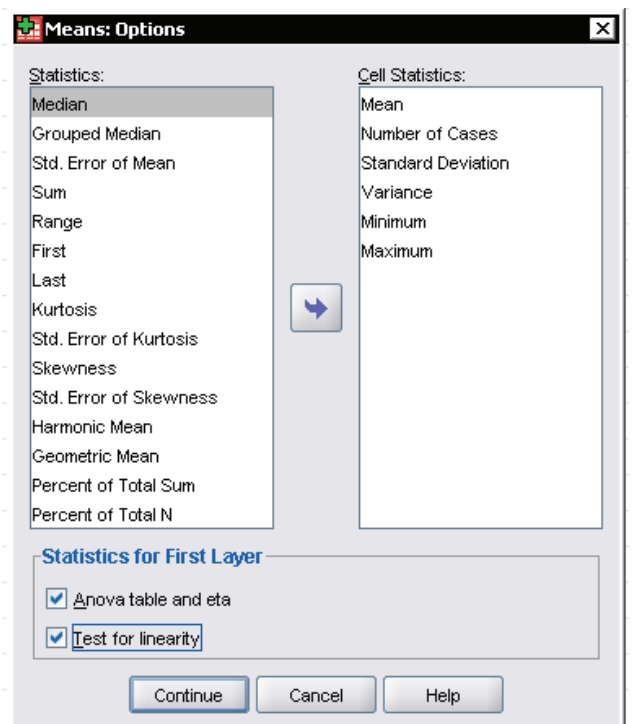 Means: Options
Statistics:
Median
Grouped Median
Std. Error of Mean
Sum
Range
First
Last
Kurtosis
Std. Error of Kurtosis
Skewness
Std. Error of Skewness
Harmonic Mean
Geometric Mean
Percent of Total Sum
Percent of Total N
Cell Statistics:
Mean
Number of Cases
Standard Deviation
Variance
Minimum
Maximum
Statistics for First Layer
Anova table and eta
Test for linearity
Continue
Cancel
Help